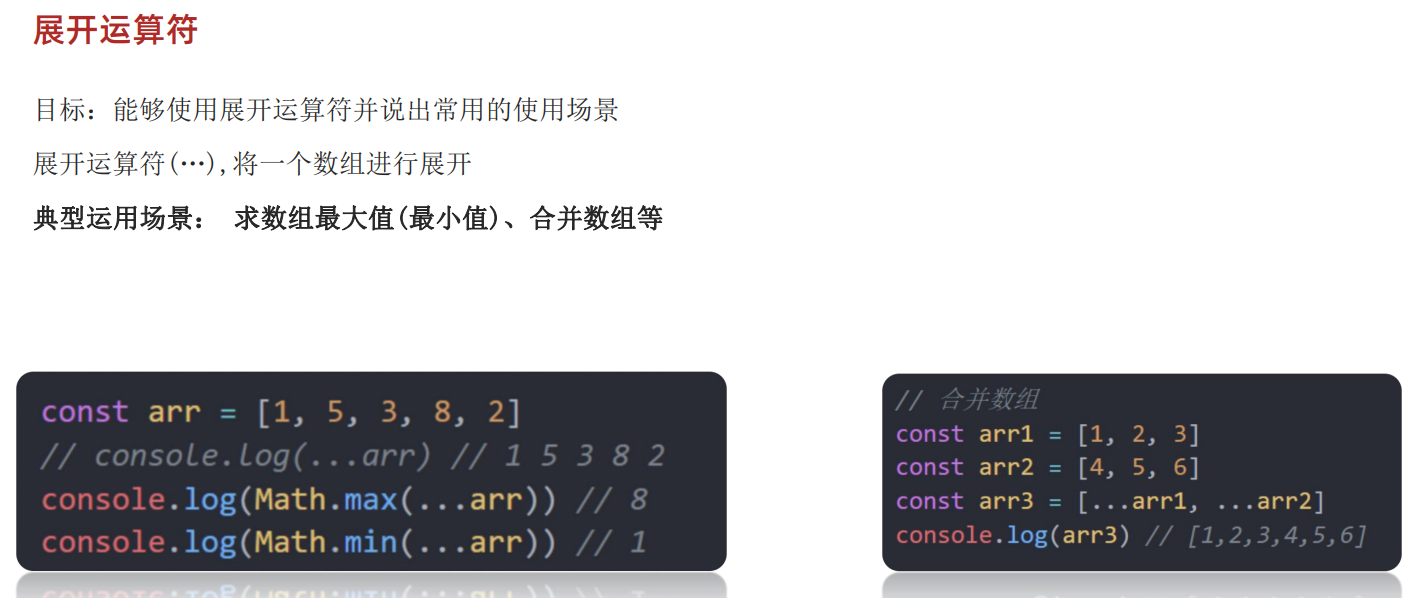 展开运算符
目标：能够使用展开运算符并说出常用的使用场景
展开运算符(…),将一个数组进行展开
典型运用场景： 求数组最大值(最小值)、合并数组等
const arr = [1, 5, 3, 8, 2]
// console.log(...arr) // 1 5 3 8 2
console.log(Math.max(...arr)) // 8
console.log(Math.min(...arr)) // 1
// 合并数组
const arr1 = [1, 2, 3]
const arr2 = [4, 5, 6]
const arr3 = [...arr1, ...arr2]
console.log(arr3) // [1,2,3,4,5,6]